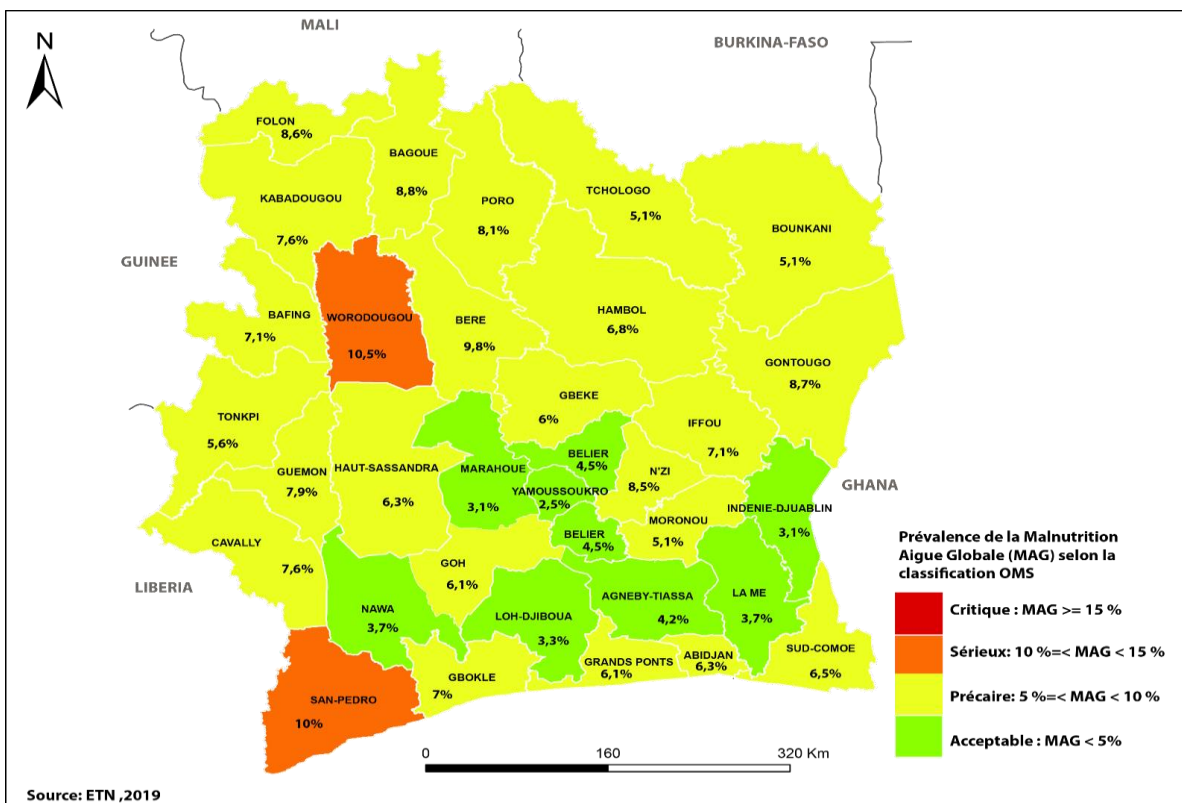 MALI
BURKINA-FASO
N
FOLON
8,6%
BAGOUE
8,8%
KABADOUGOU
7,6%
PORO
8,1%
TCHOLOGO
5,1%
BOUNKANI
5,1%
GUINEE
BAFING
7,1%
WORODOUGOU
10,5%
BERE
9,8%
HAMBOL
6,8%
GONTOUGO
8,7%
TONKPI
5,6%
GBEKE
6%
IFFOU
7,1%
GUEMON
7,9%
HAUT-SASSANDRA
6,3%
MARAHOUE
3,1%
BELIER
4,5%
YAMOUSSOUKRO
2,5%
N'ZI
8,5%
GHANA
INDENIE-DJUABLIN
3,1%
MORONOU
5,1%
BELIER
4,5%
CAVALLY
7,6%
LIBERIA
GOH
6,1%
NAWA
3,7%
LOH-DJIBOUA
3,3%
AGNEBY-TIASSA
4,2%
LA ME
3,7%
SUD-COMOE
6,5%
ABIDJAN
6,3%
GRANDS PONTS
6,1%
GBOKLE
7%
SAN-PEDRO
10%
Prévalence de la Malnutrition
Aigue Globale (MAG) selon la
classification OMS
Critique : MAG >= 15 %
Sérieux: 10 %=< MAG < 15 %
Précaire: 5 %=< MAG < 10 %
Acceptable : MAG < 5%
0 160 320 Km
Source: ETN ,2019